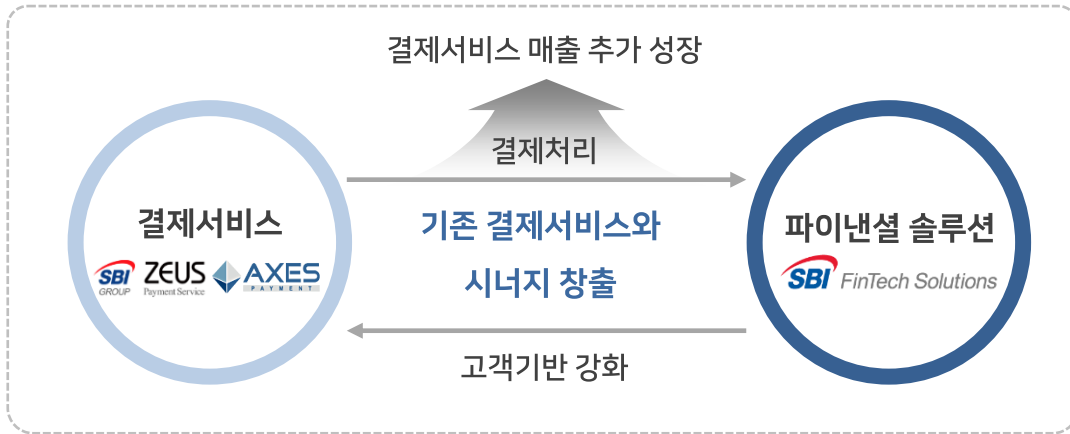 결제서비스 매출 추가 성장
결제처리
결제서비스
SBI
GROUP
ZEUS
Payment Service
AXES
PAYMENT
기존 결제서비스와
시너지 창출
파이낸셜 솔루션
SBI FinTech Solutions
고객기반 강화